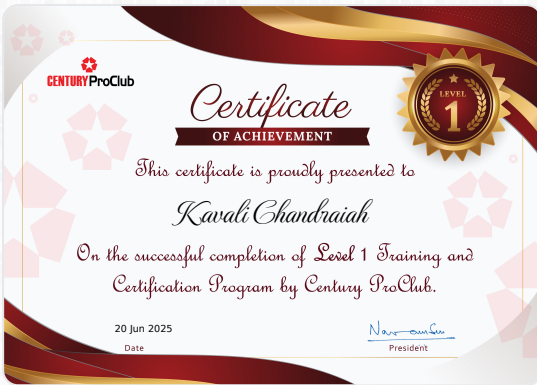 CENTURY ProClub
Certificate
OF ACHIEVEMENT
LEVEL
1
This certificate is proudly presented to
Kavali Chandraiah
On the successful completion of Level 1 Training and
Certification Program by Century ProClub.
20 Jun 2025
Date
President